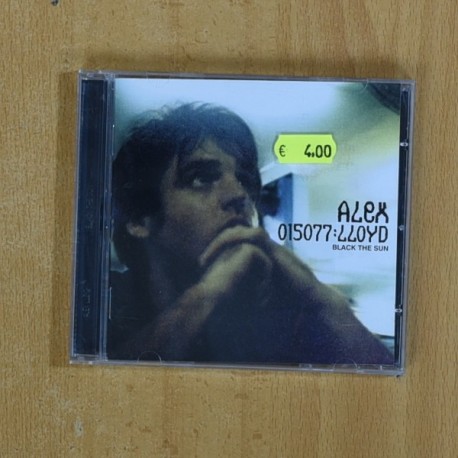 € 4.00
ALEX
015077:LLOYD
BLACK THE SUN